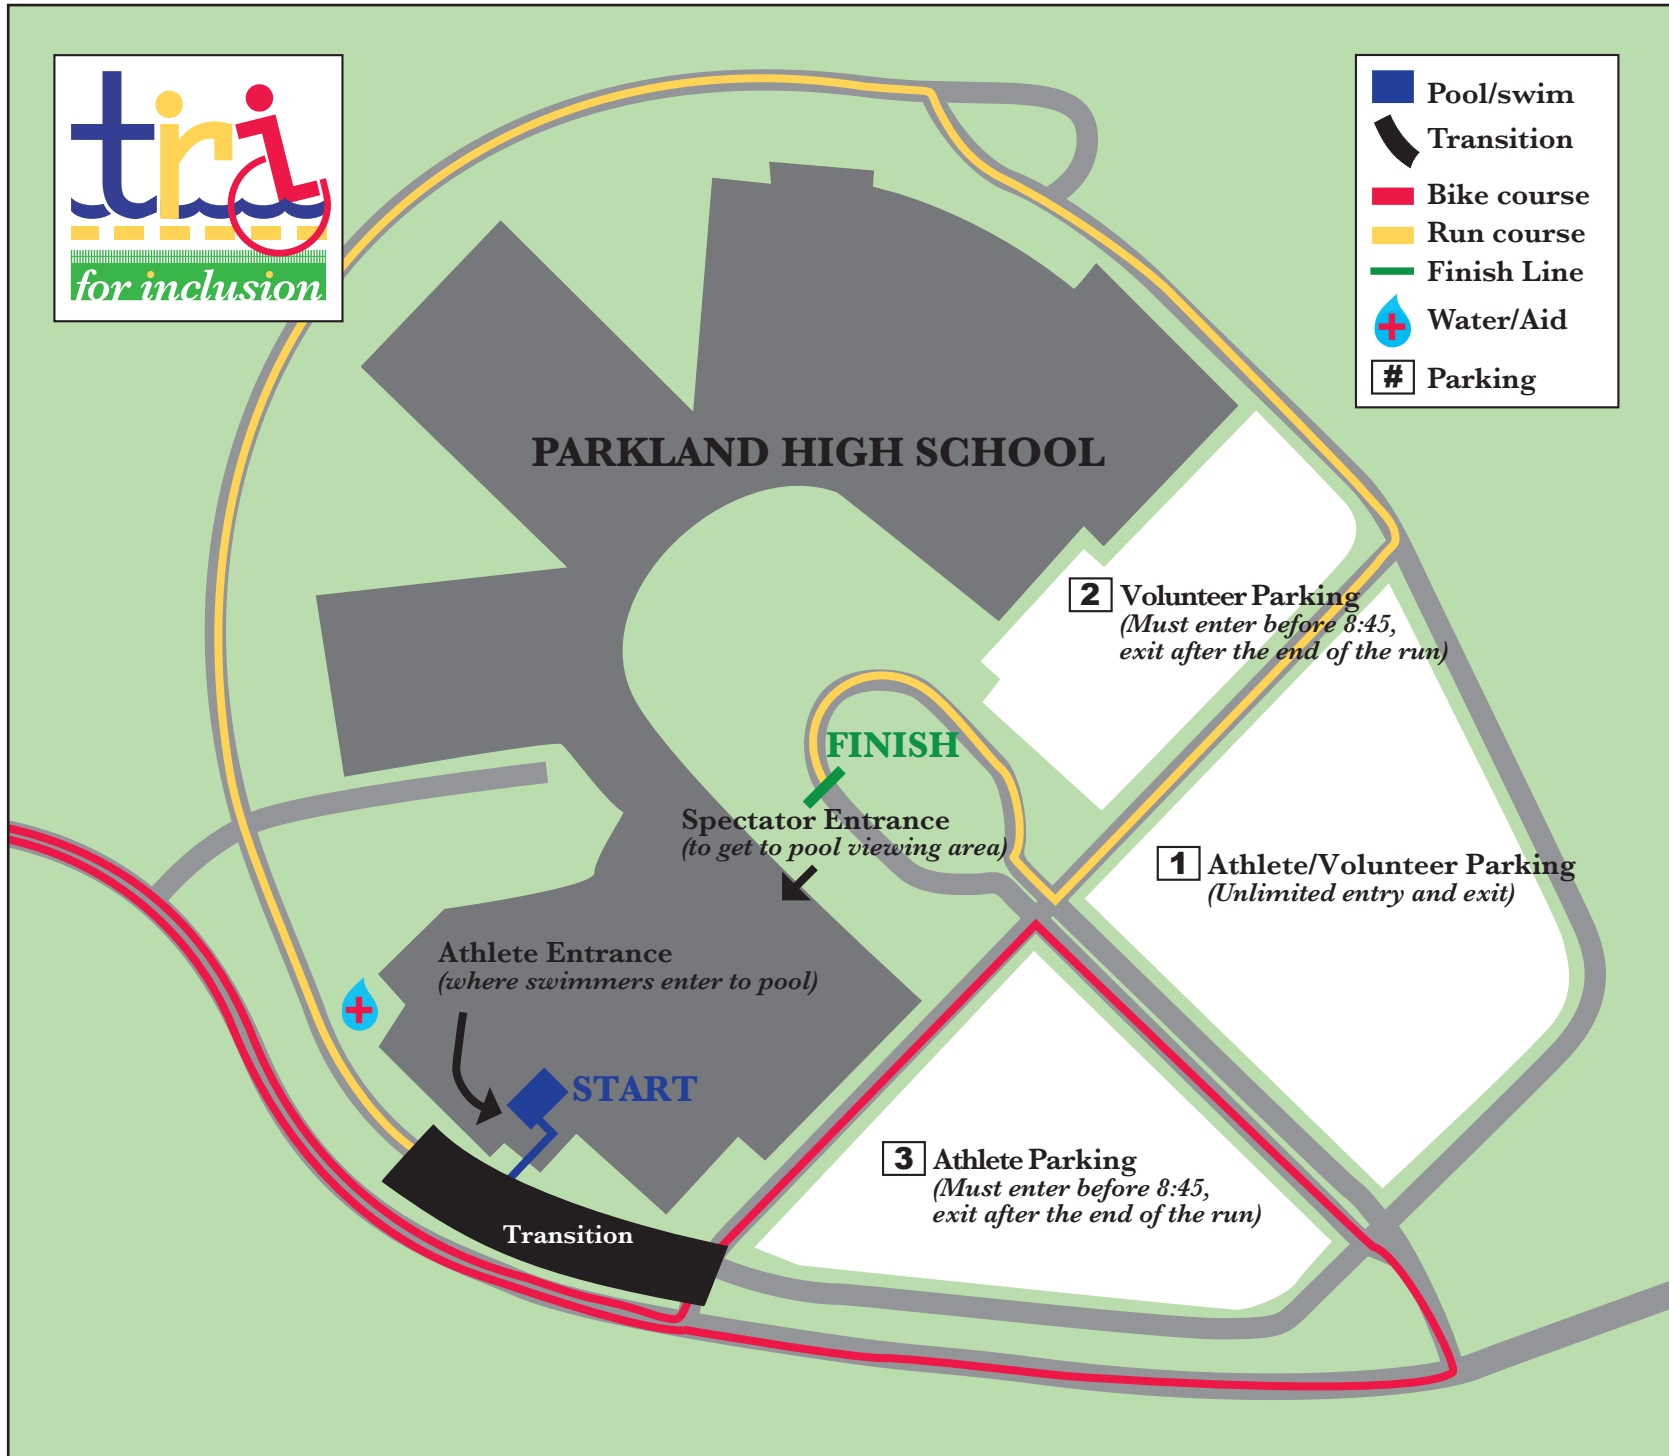 tri
for inclusion
Pool/swim
Transition
Bike course
Run course
Finish Line
Water/Aid
# Parking
PARKLAND HIGH SCHOOL
2 Volunteer Parking
(Must enter before 8:45,
exit after the end of the run)
FINISH
Spectator Entrance
(to get to pool viewing area)
1 Athlete/Volunteer Parking
(Unlimited entry and exit)
Athlete Entrance
(where swimmers enter to pool)
START
3 Athlete Parking
(Must enter before 8:45,
exit after the end of the run)
Transition